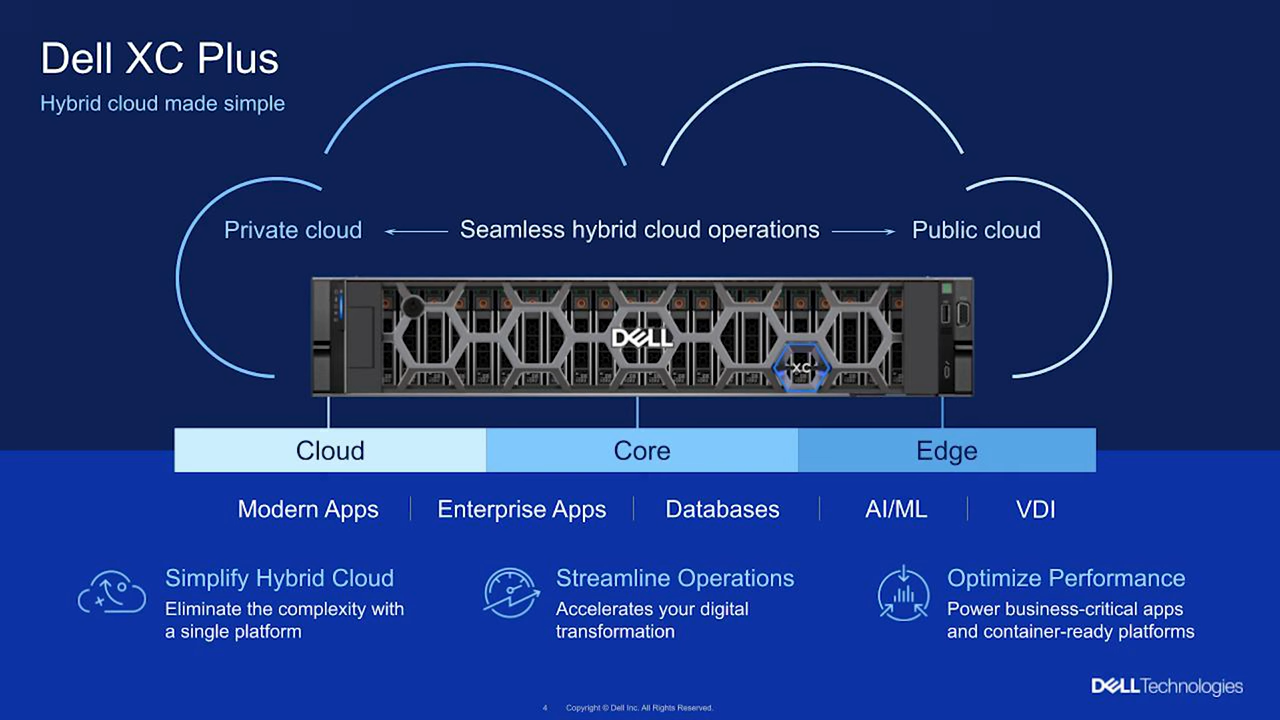 Dell XC Plus
Hybrid cloud made simple
Private cloud
Seamless hybrid cloud operations
Public cloud
DELL
XC
Cloud
Core
Edge
Modern Apps
Enterprise Apps
Databases
AI/ML
VDI
Simplify Hybrid Cloud
Eliminate the complexity with
a single platform
Streamline Operations
Accelerates your digital
transformation
Optimize Performance
Power business-critical apps
and container-ready platforms
DELL Technologies
4 Copyright © Dell Inc. All Rights Reserved.